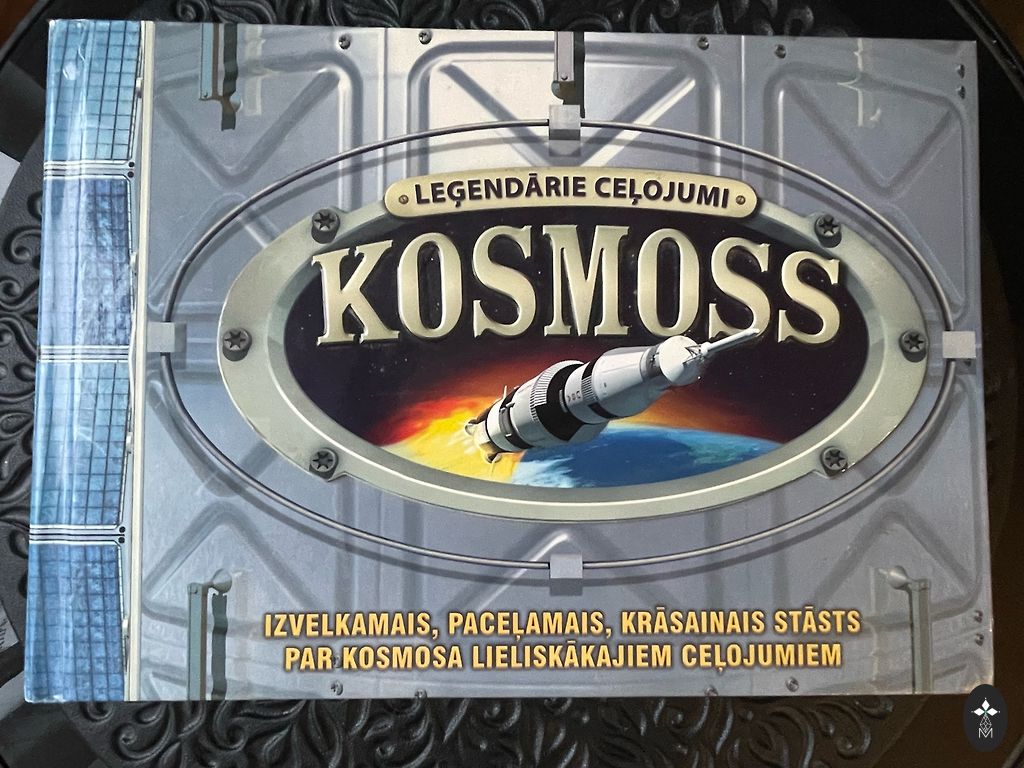 LEĢENDĀRIE CEĻOJUMI
KOSMOSS
IZVELKAMAIS, PACEĻAMAIS, KRĀSAINAIS STĀSTS
PAR KOSMOSA LIELISKĀKAJIEM CEĻOJUMIEM